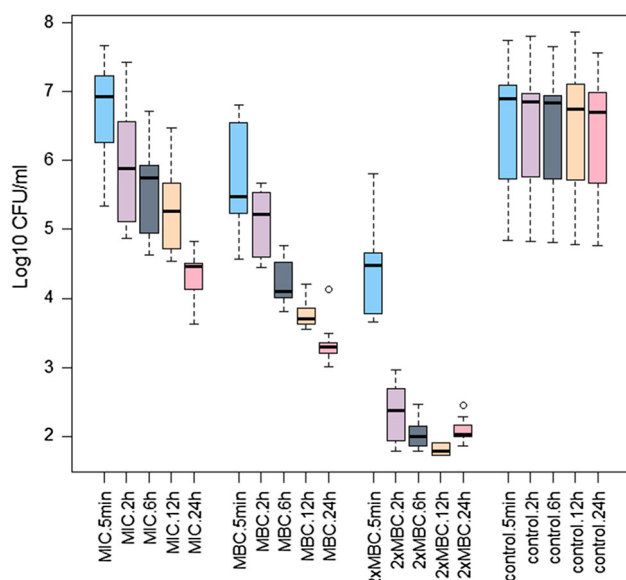 Log10 CFU/ml
8
7
6
5
4
3
2
MIC.5min
MIC.2h
MIC.6h
MIC.12h
MIC.24h
MBC.5min
MBC.2h
MBC.6h
MBC.12h
MBC.24h
2xMBC.5min
2xMBC.2h
2xMBC.6h
2xMBC.12h
2xMBC.24h
control.5min
control.2h
control.6h
control.12h
control.24h